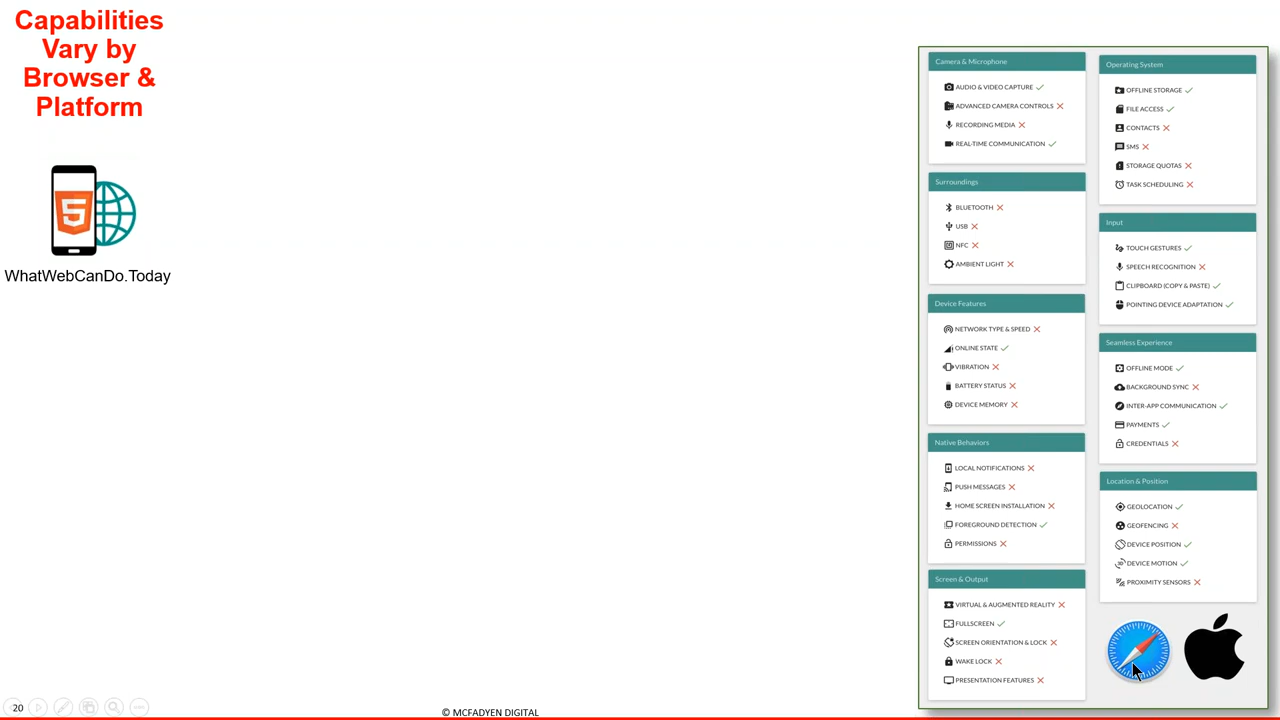 Capabilities
Vary by
Browser &
Platform
5
WhatWebCanDo.Today
Camera & Microphone
AUDIO & VIDEO CAPTURE
ADVANCED CAMERA CONTROLS
RECORDING MEDIA
REAL-TIME COMMUNICATION
Surroundings
BLUETOOTH
USB
NFC
AMBIENT LIGHT
Device Features
NETWORK TYPE & SPEED
ONLINE STATE
VIBRATION
BATTERY STATUS
DEVICE MEMORY
Native Behaviors
LOCAL NOTIFICATIONS
PUSH MESSAGES
HOME SCREEN INSTALLATION
FOREGROUND DETECTION
PERMISSIONS
Screen & Output
VIRTUAL & AUGMENTED REALITY
FULLSCREEN
SCREEN ORIENTATION & LOCK
WAKE LOCK
PRESENTATION FEATURES
Operating System
OFFLINE STORAGE
FILE ACCESS
CONTACTS
SMS
STORAGE QUOTAS
TASK SCHEDULING
Input
TOUCH GESTURES
SPEECH RECOGNITION
CLIPBOARD (COPY & PASTE)
POINTING DEVICE ADAPTATION
Seamless Experience
OFFLINE MODE
BACKGROUND SYNC
INTER-APP COMMUNICATION
PAYMENTS
CREDENTIALS
Location & Position
GEOLOCATION
GEOFENCING
DEVICE POSITION
DEVICE MOTION
PROXIMITY SENSORS
20
© MCFADYEN DIGITAL